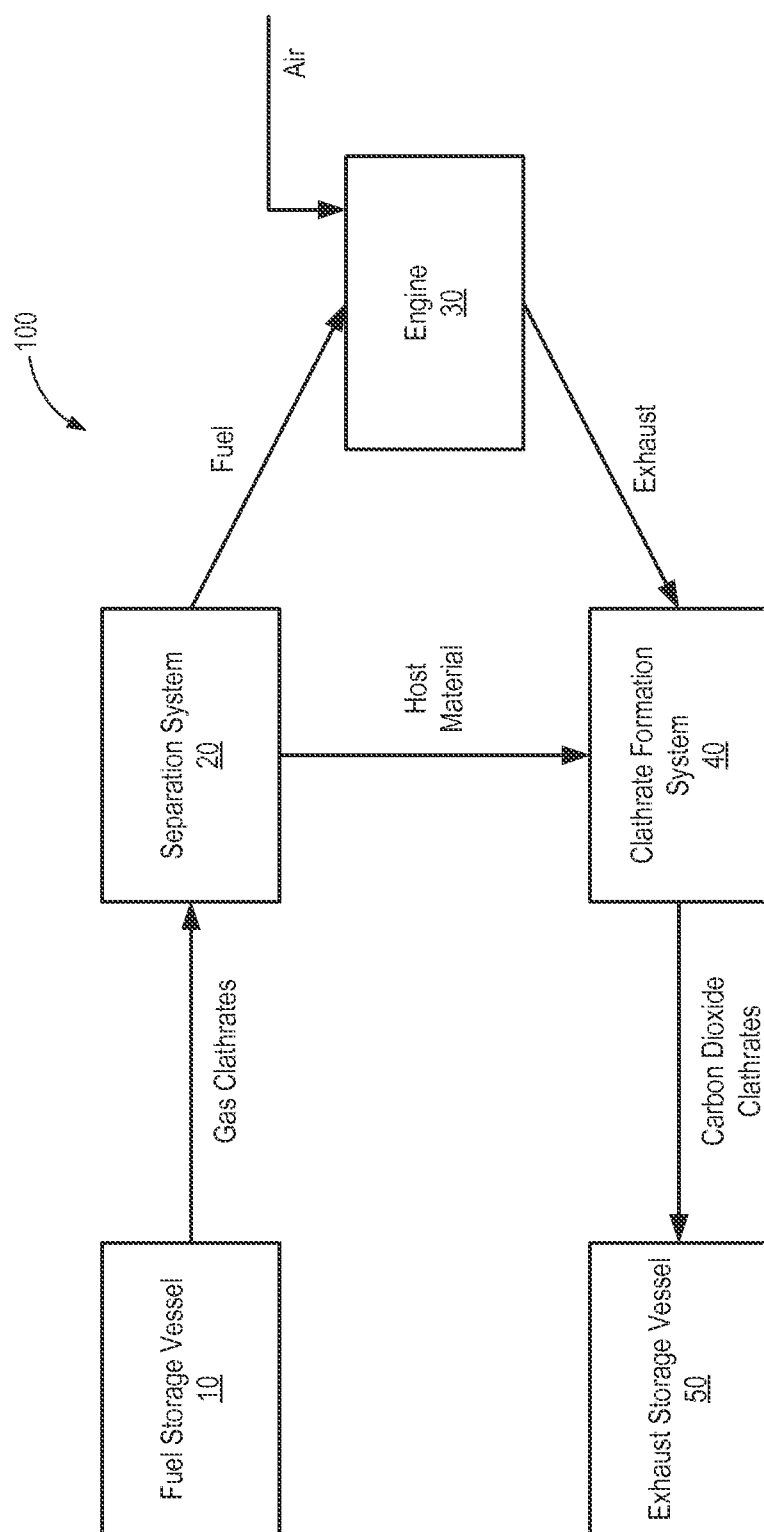 100
Air
Fuel
Engine
30
Exhaust
Separation System
20
Host
Material
Clathrate Formation
System
40
Gas Clathrates
Carbon Dioxide
Clathrates
Fuel Storage Vessel
10
Exhaust Storage Vessel
50